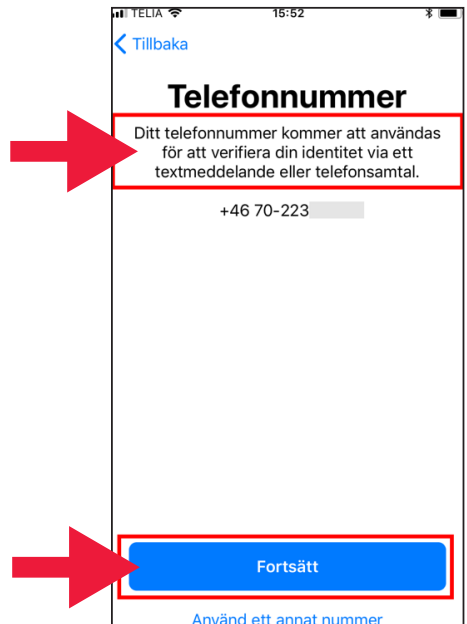 TELIA 15:52
Tillbaka
Telefonnummer
Ditt telefonnummer kommer att användas
för att verifiera din identitet via ett
textmeddelande eller telefonsamtal.
+46 70-223
Fortsätt
Använd ett annat nummer